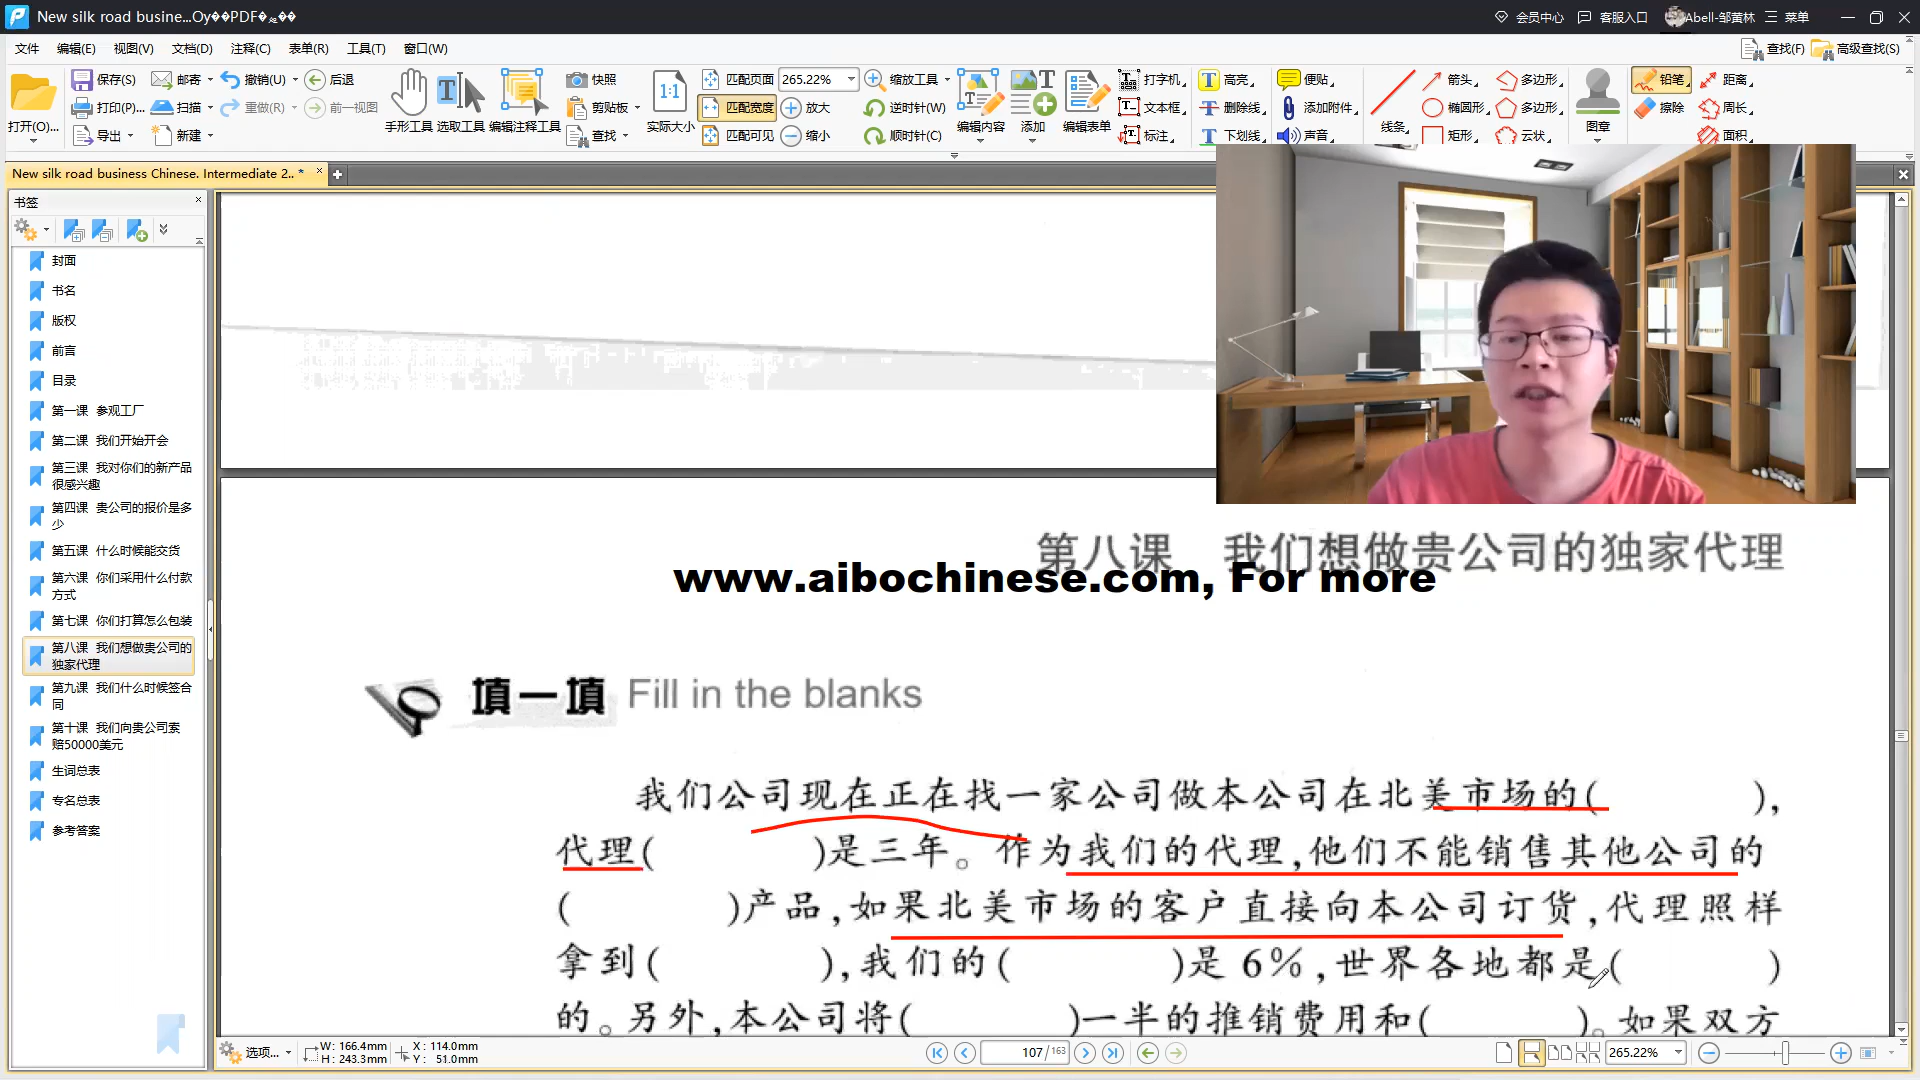 New silk road busine...Oy��PDF�
会员中心
客服入口
Abell-邹茵林
菜单
文件 编辑(E) 视图(V) 文档(D) 注释(C) 表单(R) 工具(T) 窗口(W)
查找(F)
高级查找(S)
打开(O)...
保存(S)
邮寄
撤销(U)
后退
打印(P)...
扫描
重做(R)
前一视图
导出
新建
手形工具
选取工具
编辑注释工具
快照
剪贴板
查找
1:1
实际大小
匹配页面
265.22%
缩放工具
匹配宽度
放大
逆时针(W)
匹配可见
缩小
顺时针(C)
编辑内容
添加
编辑表单
打字机
文本框
标注
高亮
删除线
下划线
便贴
添加附件
声音
线条
箭头
多边形
椭圆形
多边形
矩形
云状
图章
铅笔
距离
擦除
周长
面积
New silk road business Chinese. Intermediate 2.. *
书签
封面
书名
版权
前言
目录
第一课 参观工厂
第二课 我们开始开会
第三课 我对你们的新产品
很感兴趣
第四课 贵公司的报价是多
少
第五课 什么时候能交货
第六课 你们采用什么付款
方式
第七课 你们打算怎么包装
第八课 我们想做贵公司的
独家代理
第九课 我们什么时候签合
同
第十课 我们向贵公司索
赔50000美元
生词总表
专名总表
参考答案
第八课 我们想做贵公司的独家代理
www.aibochinese.com, For more
填一填 Fill in the blanks
我们公司现在正在找一家公司做本公司在北美市场的( ),
代理( )是三年。作为我们的代理,他们不能销售其他公司的
( )产品,如果北美市场的客户直接向本公司订货,代理照样
拿到( ),我们的( )是 6%,世界各地都是( )
的。另外,本公司将( )一半的推销费用和( )。如果双方
选项...
W: 166.4mm
H: 243.3mm
X: 114.0mm
Y: 51.0mm
107/163
265.22%